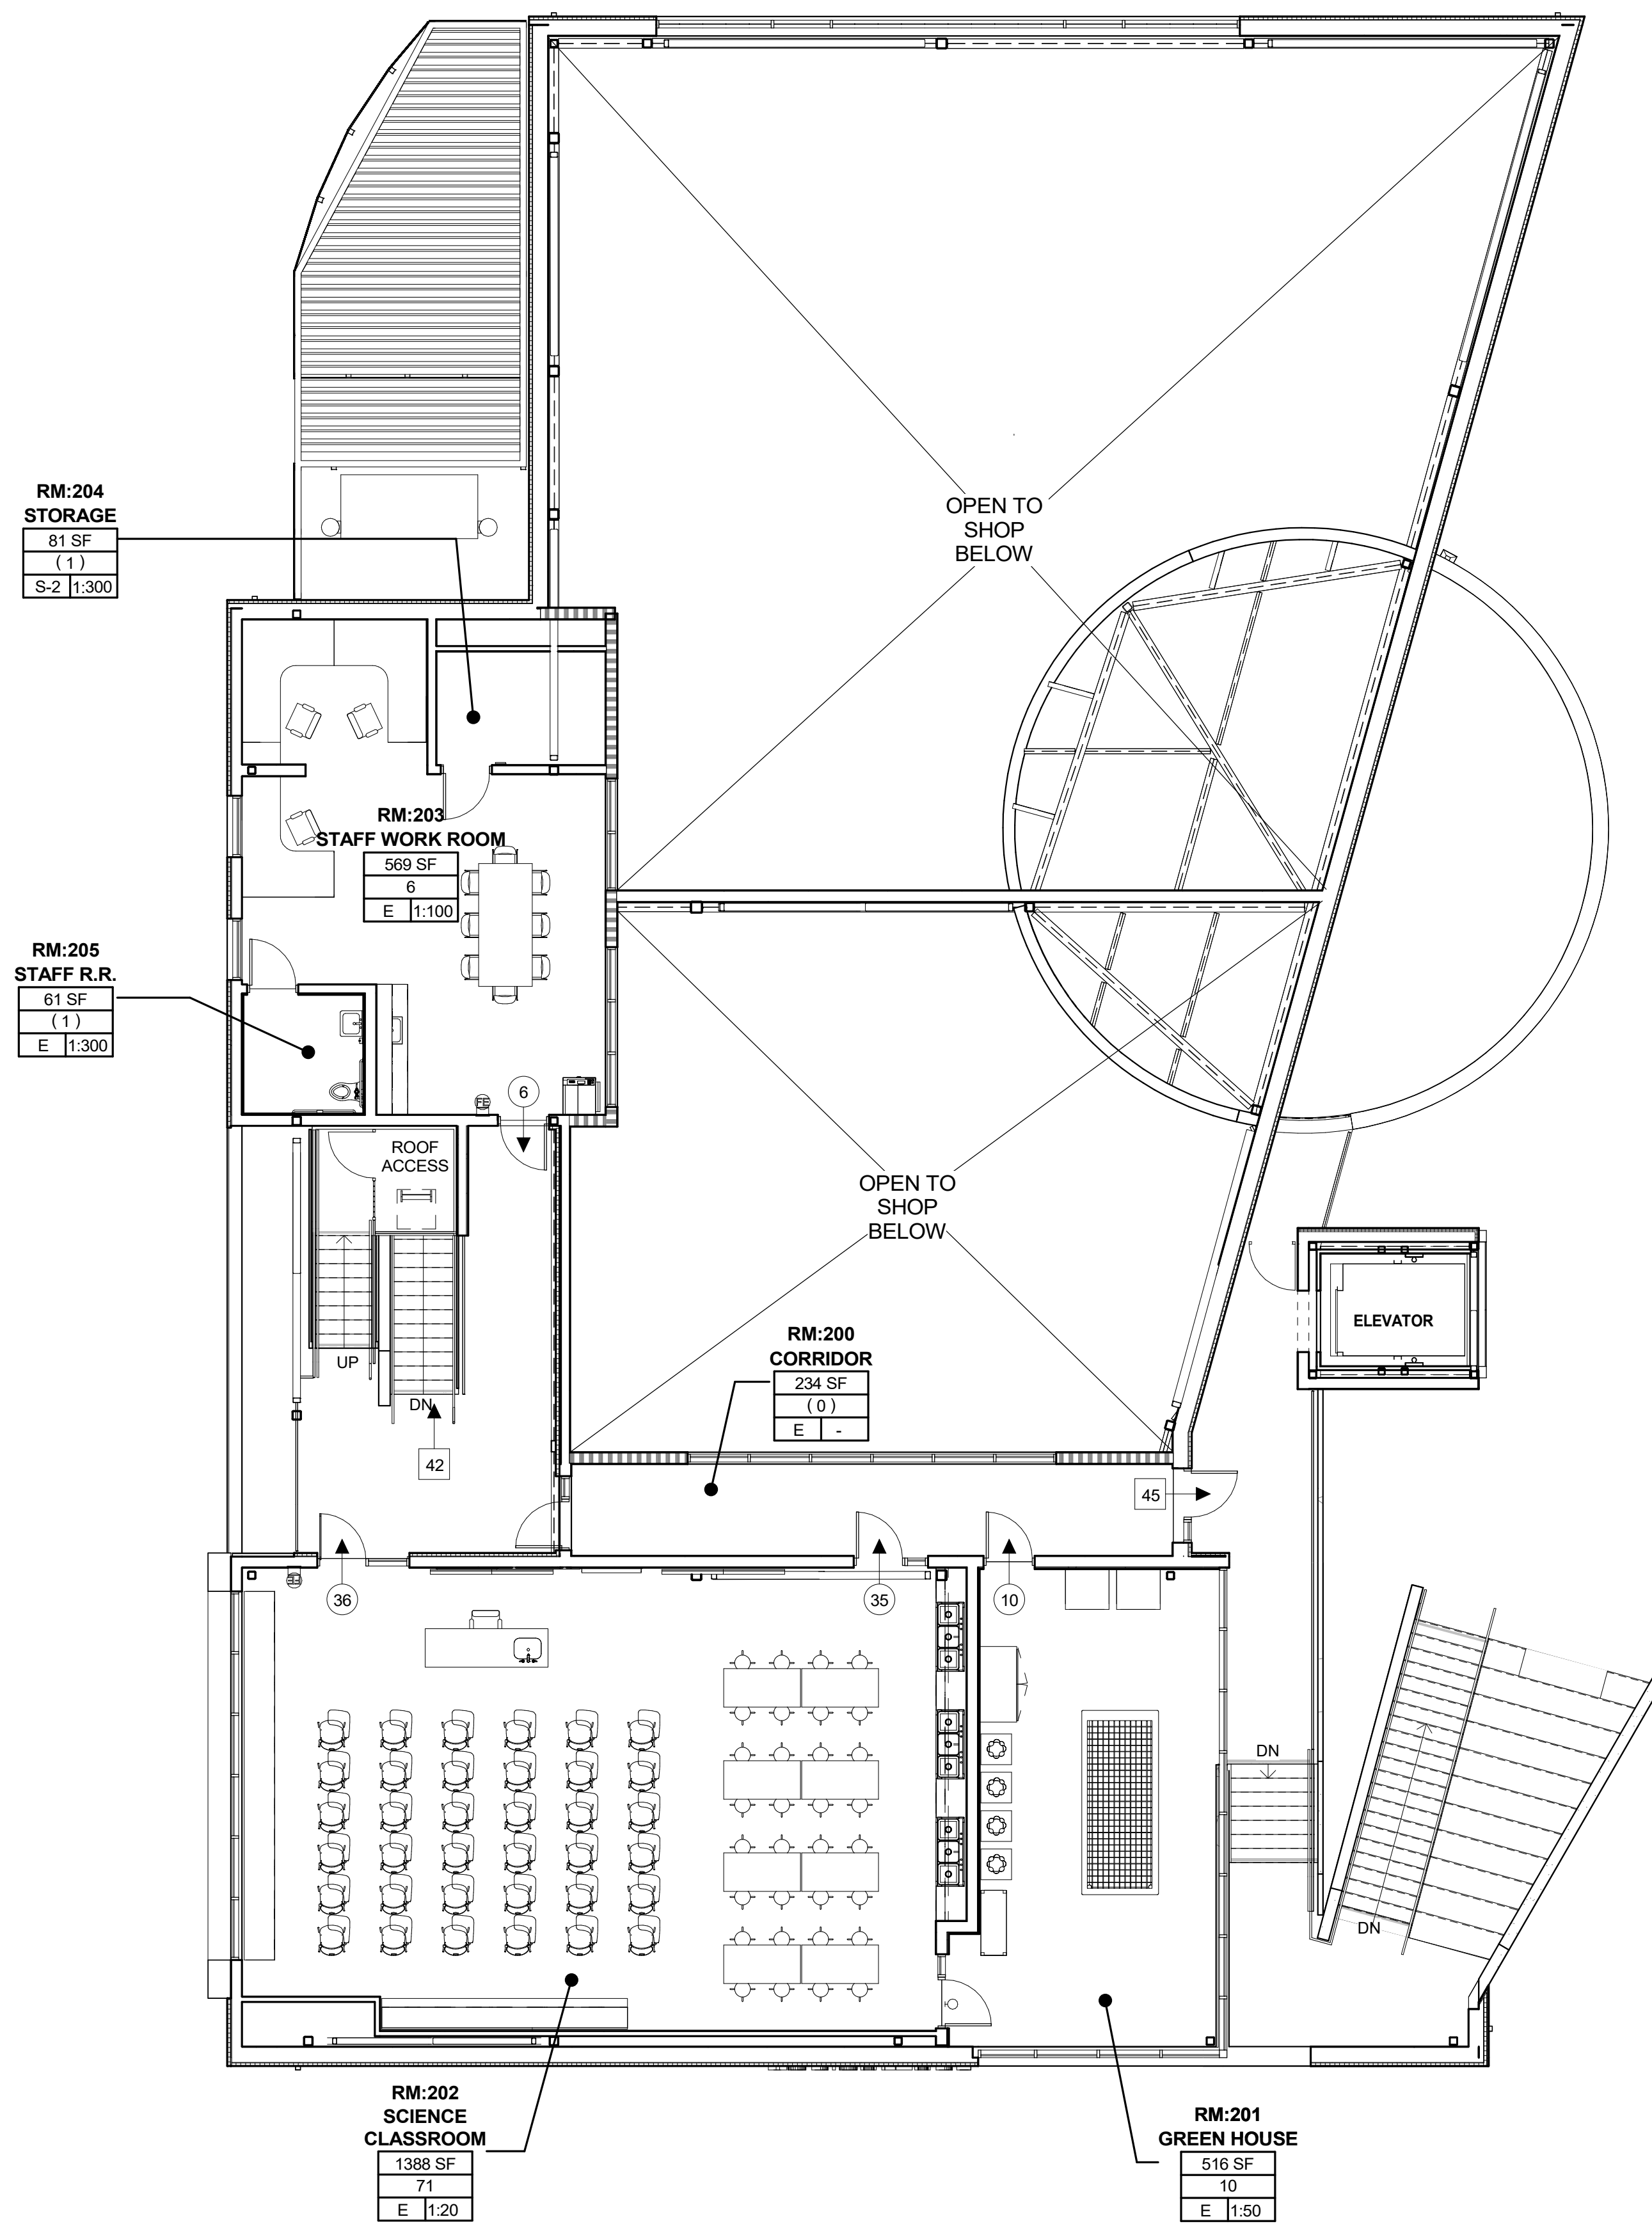 OPEN TO
SHOP
BELOW
RM:204
STORAGE
81 SF
( 1 )
S-2 1:300
RM:203
STAFF WORK ROOM
569 SF
6
E 1:100
RM:205
STAFF R.R.
61 SF
( 1 )
E 1:300
FE
6
ROOF
ACCESS
OPEN TO
SHOP
BELOW
UP
DN
42
RM:200
CORRIDOR
234 SF
( 0 )
E -
ELEVATOR
45
36
35
10
DN
DN
RM:202
SCIENCE
CLASSROOM
1388 SF
71
E 1:20
RM:201
GREEN HOUSE
516 SF
10
E 1:50